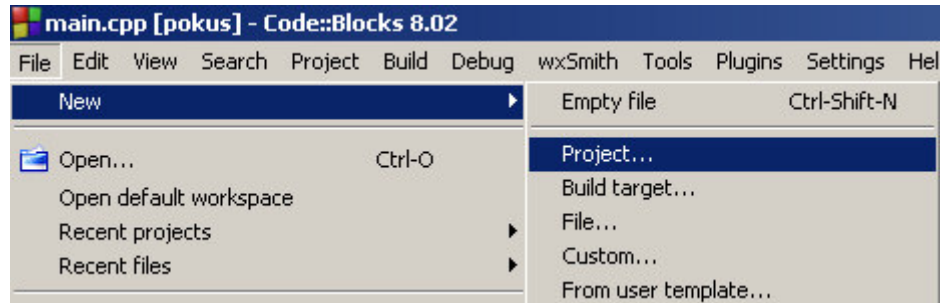 main.cpp [pokus] - Code::Blocks 8.02
File Edit View Search Project Build Debug wxSmith Tools Plugins Settings Hel
New
Empty file Ctrl-Shift-N
Open... Ctrl-O
Project...
Open default workspace
Build target...
Recent projects
File...
Recent files
Custom...
From user template...